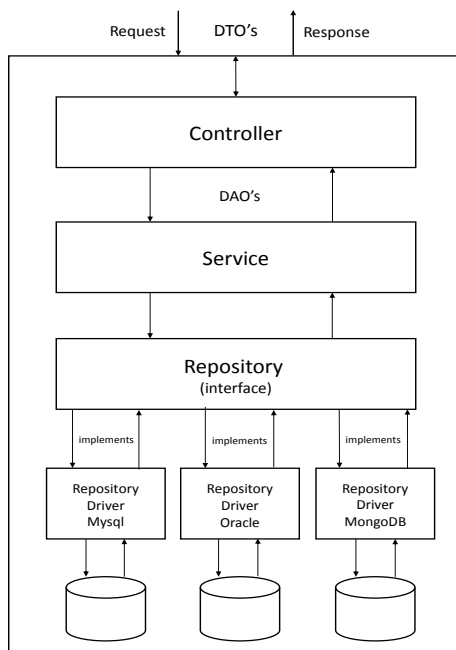 Request
DTO's
Response
Controller
DAO's
Service
Repository
(interface)
implements
implements
implements
Repository
Driver
Mysql
Repository
Driver
Oracle
Repository
Driver
MongoDB